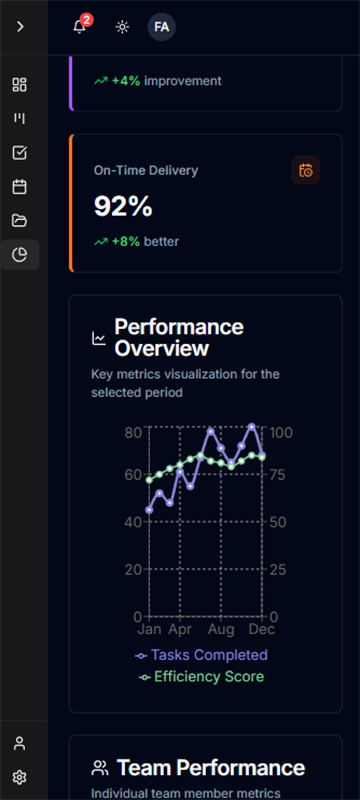 2
FA
+4% improvement
On-Time Delivery
92%
+8% better
Performance
Overview
Key metrics visualization for the
selected period
80 100
60 75
40 50
20 25
0 0
Jan Apr Aug Dec
Tasks Completed
Efficiency Score
Team Performance
Individual team member metrics